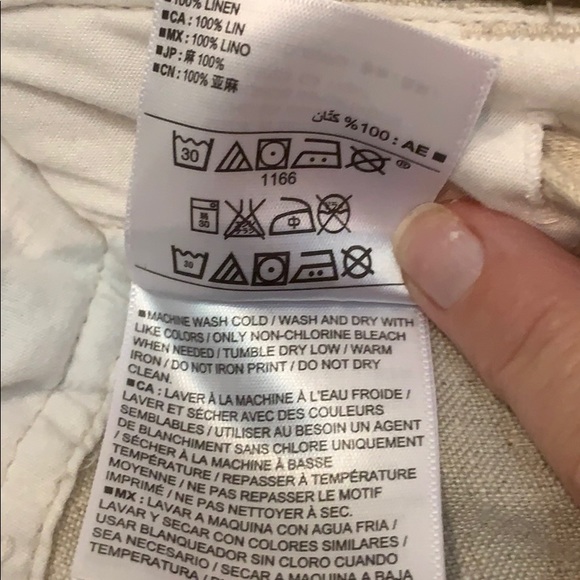 ■100% LINEN
■CA: 100% LIN
■MX: 100% LINO
■JP: 麻 100%
■CN: 100% 亚麻
■ AE : 100% كتّان
30
1166
30
中
30
■MACHINE WASH COLD / WASH AND DRY WITH
LIKE COLORS / ONLY NON-CHLORINE BLEACH
WHEN NEEDED / TUMBLE DRY LOW / WARM
IRON / DO NOT IRON PRINT / DO NOT DRY
CLEAN.
■CA : LAVER À LA MACHINE À L'EAU FROIDE /
LAVER ET SÉCHER AVEC DES COULEURS
SEMBLABLES / UTILISER AU BESOIN UN AGENT
DE BLANCHIMENT SANS CHLORE UNIQUEMENT
/ SÉCHER À LA MACHINE À BASSE
TEMPÉRATURE / REPASSER À TEMPÉRATURE
MOYENNE / NE PAS REPASSER LE MOTIF
IMPRIMÉ / NE PAS NETTOYER À SEC.
■MX : LAVAR A MAQUINA CON AGUA FRIA /
LAVAR Y SECAR CON COLORES SIMILARES /
USAR BLANQUEADOR SIN CLORO CUANDO
SEA NECESARIO / SECAR A MAQUINA A BAJA
TEMPERATURA /